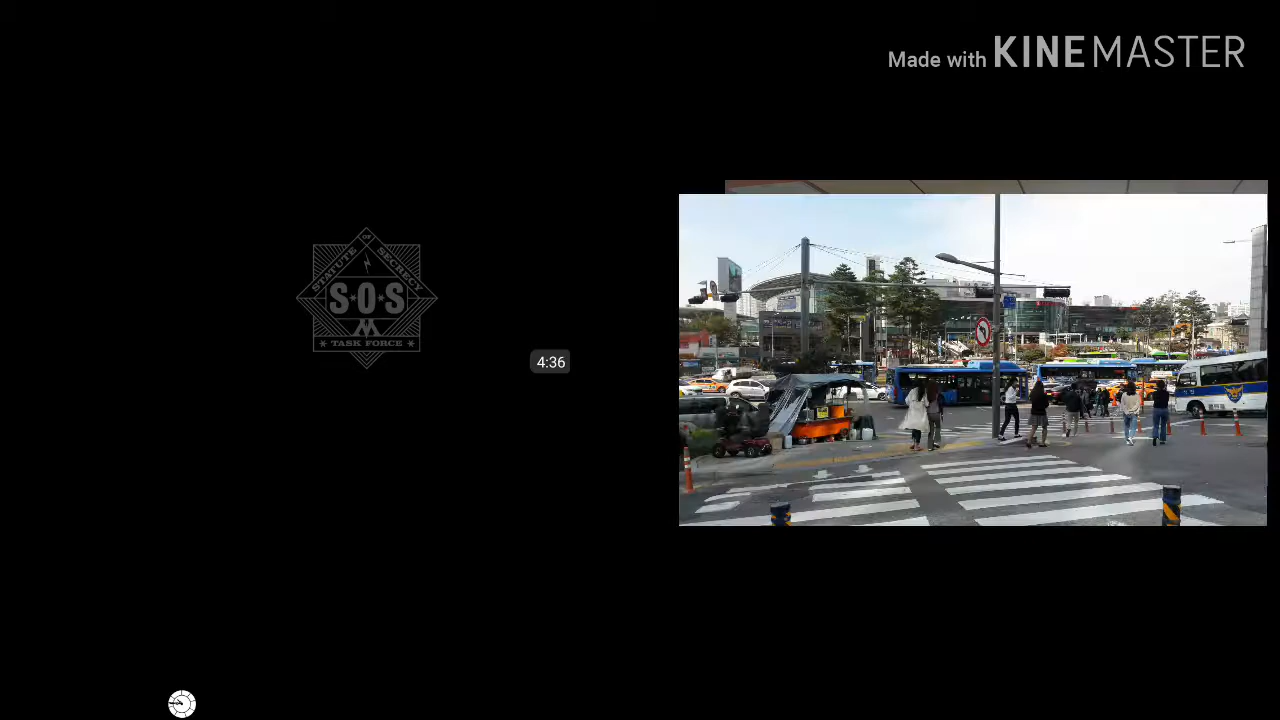 Made with KINEMASTER
OF
STATUTE SECRECY
S*O*S
TASK FORCE
4:36